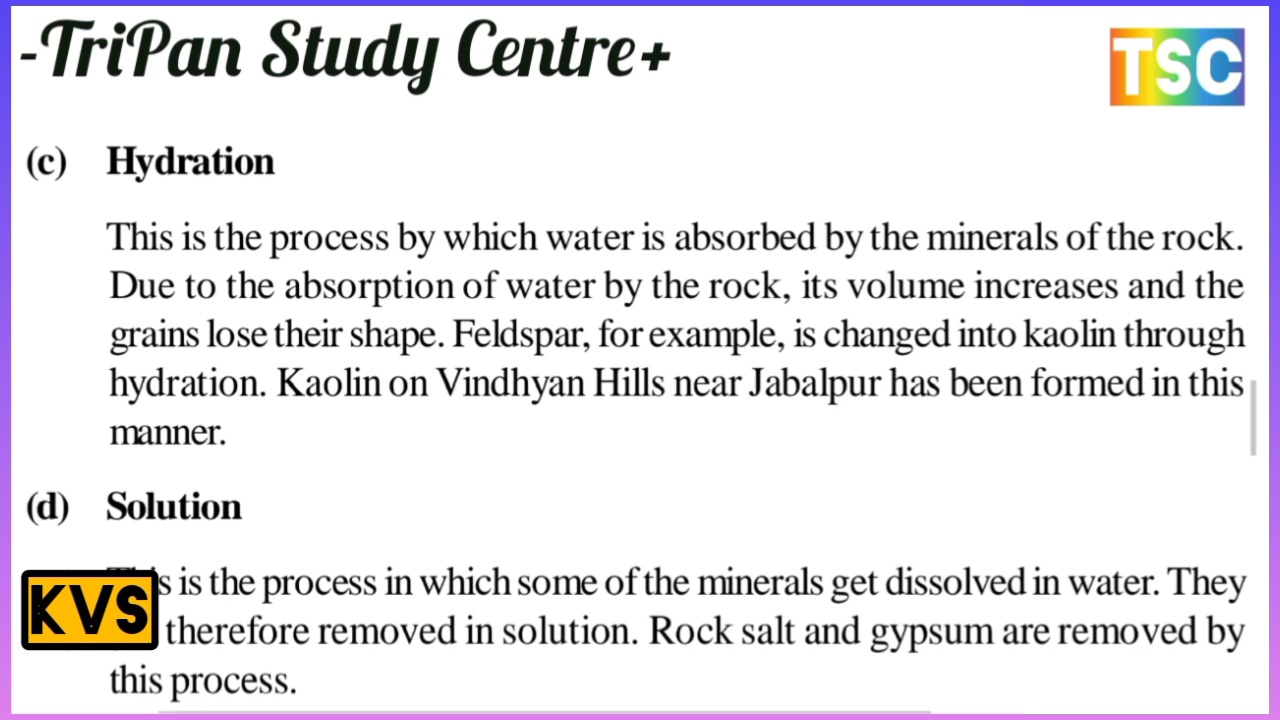 -TriPan Study Centre+
TSC
(c) Hydration
This is the process by which water is absorbed by the minerals of the rock.
Due to the absorption of water by the rock, its volume increases and the
grains lose their shape. Feldspar, for example, is changed into kaolin through
hydration. Kaolin on Vindhyan Hills near Jabalpur has been formed in this
manner.
(d) Solution
is the process in which some of the minerals get dissolved in water. They
KVS
therefore removed in solution. Rock salt and gypsum are removed by
this process.